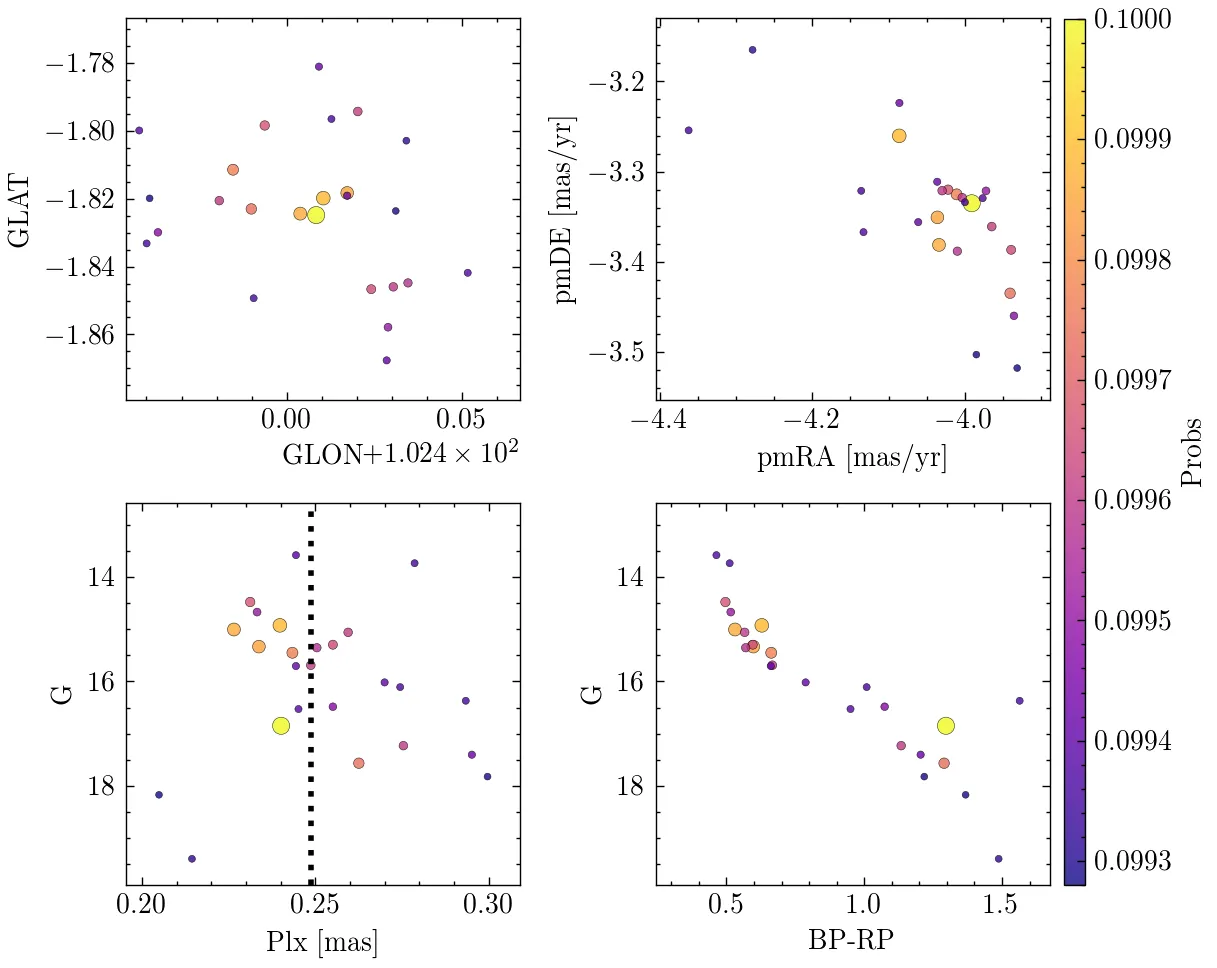 −1.78
−1.80
−1.82
−1.84
−1.86
GLAT
0.00 0.05
GLON+1.024 × 10²
−3.2
−3.3
−3.4
−3.5
pmDE [mas/yr]
−4.4 −4.2 −4.0
pmRA [mas/yr]
0.1000
0.0999
0.0998
0.0997
0.0996
0.0995
0.0994
0.0993
Probs
14
16
18
G
0.20 0.25 0.30
Plx [mas]
14
16
18
G
0.5 1.0 1.5
BP-RP